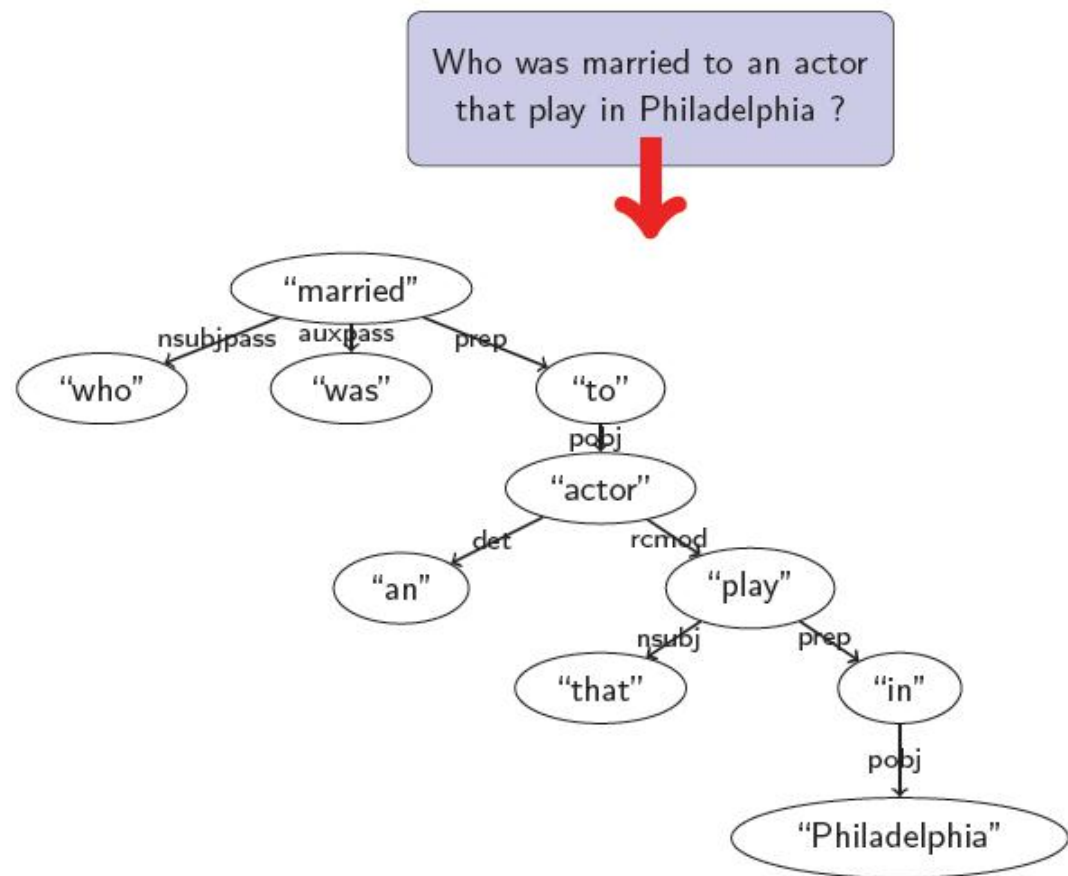 Who was married to an actor
that play in Philadelphia ?
“married”
nsubjpass auxpass prep
“who” “was” “to”
pobj
“actor”
det rcmod
“an” “play”
nsubj prep
“that” “in”
pobj
“Philadelphia”